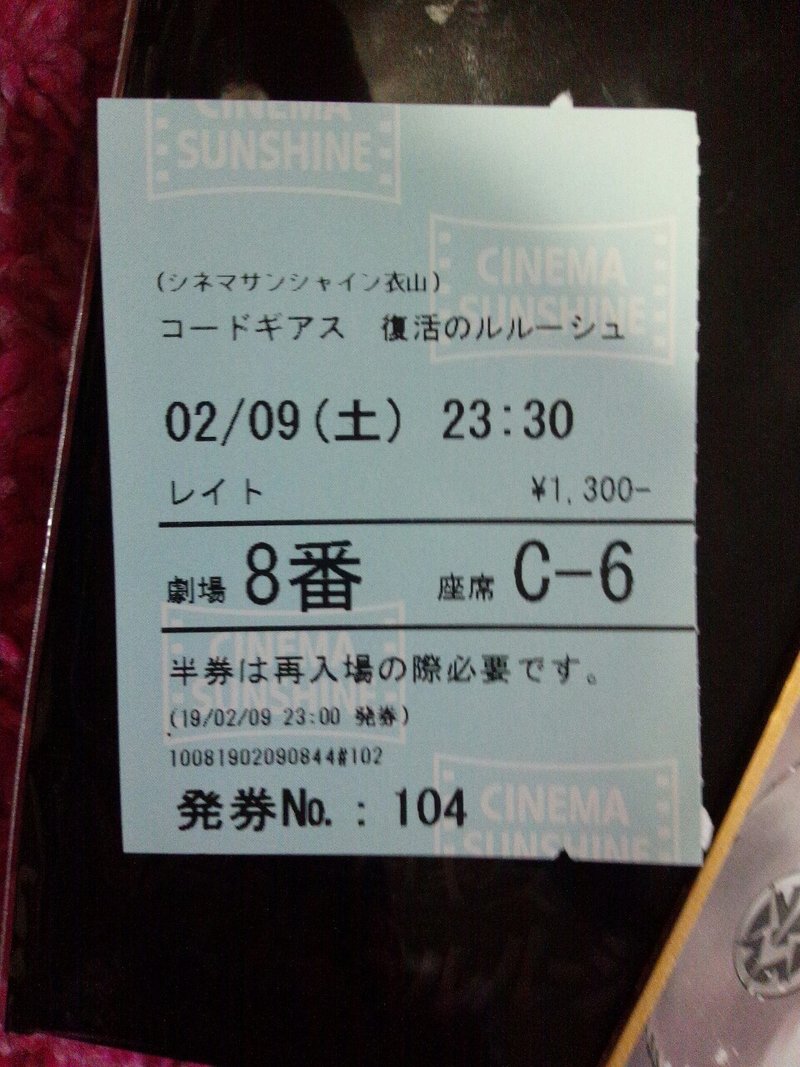 CINEMA
SUNSHINE
CINEMA
SUNSHINE
(シネマサンシャイン衣山)
コードギアス 復活のルルーシュ
02/09(土) 23:30
レイト ¥1,300-
劇場 8番 座席 C-6
CINEMA
SUNSHINE
半券は再入場の際必要です。
(19/02/09 23:00 発券)
10081902090844#102
発券No.: 104
CINEMA
SUNSHINE